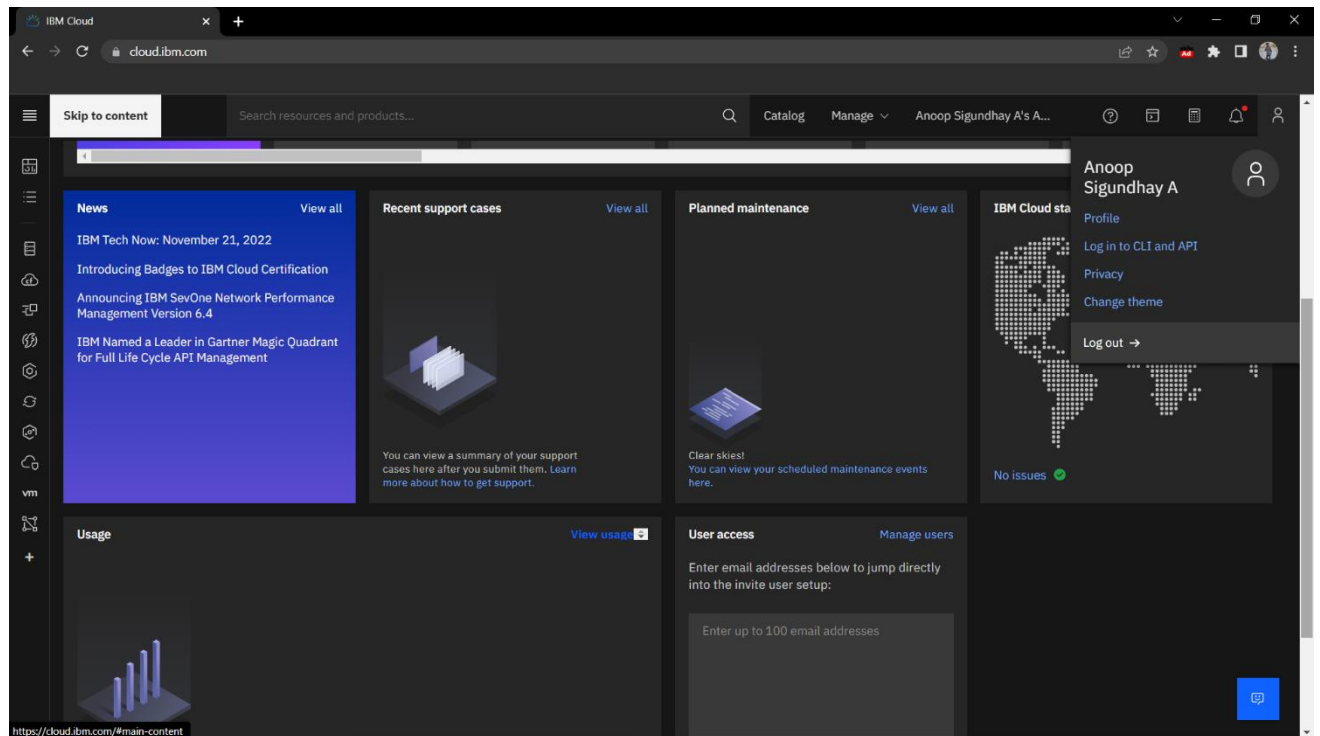 IBM Cloud
cloud.ibm.com
Ad
Skip to content
Search resources and products...
Catalog
Manage
Anoop Sigundhay A's A...
Anoop
Sigundhay A
Profile
Log in to CLI and API
Privacy
Change theme
Log out →
News
View all
IBM Tech Now: November 21, 2022
Introducing Badges to IBM Cloud Certification
Announcing IBM SevOne Network Performance
Management Version 6.4
IBM Named a Leader in Gartner Magic Quadrant
for Full Life Cycle API Management
Recent support cases
View all
You can view a summary of your support
cases here after you submit them. Learn
more about how to get support.
Planned maintenance
View all
Clear skies!
You can view your scheduled maintenance events
here.
IBM Cloud sta
No issues
vm
Usage
View usage
User access
Manage users
Enter email addresses below to jump directly
into the invite user setup:
Enter up to 100 email addresses
https://cloud.ibm.com/#main-content